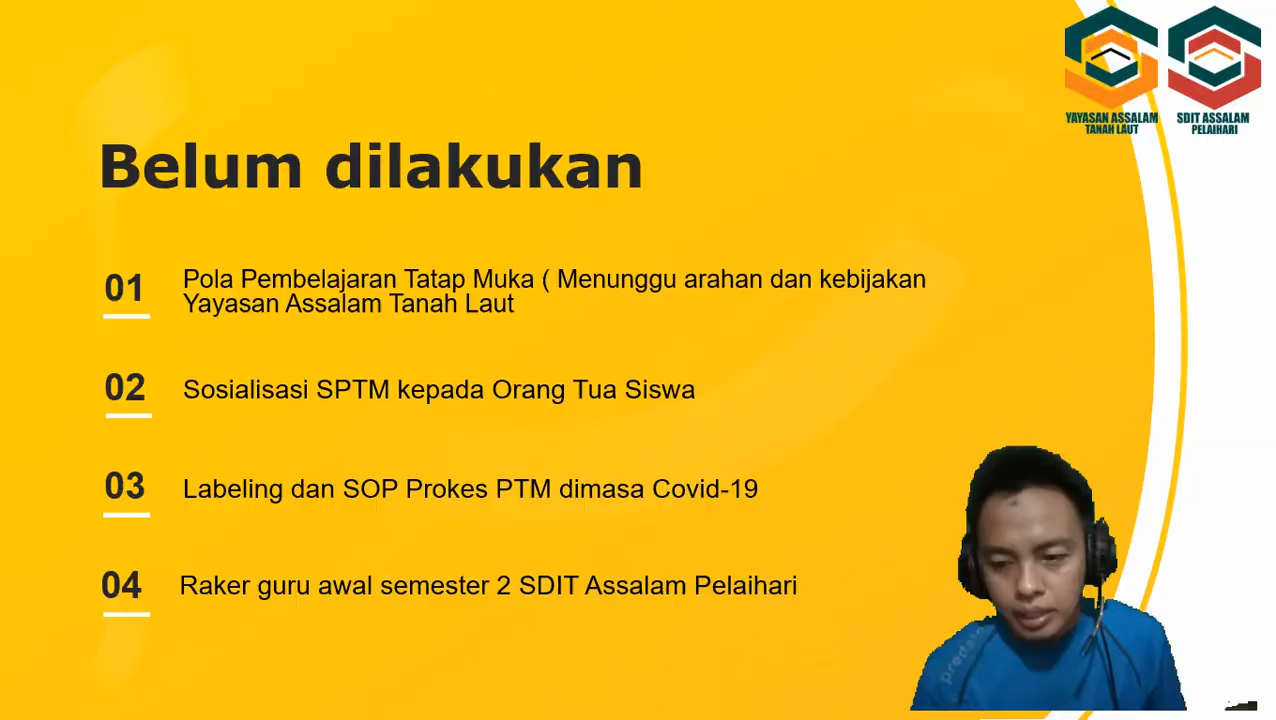 YAYASAN ASSALAM
TANAH LAUT
SDIT ASSALAM
PELAIHARI
Belum dilakukan
01
Pola Pembelajaran Tatap Muka ( Menunggu arahan dan kebijakan
Yayasan Assalam Tanah Laut
02
Sosialisasi SPTM kepada Orang Tua Siswa
03
Labeling dan SOP Prokes PTM dimasa Covid-19
04
Raker guru awal semester 2 SDIT Assalam Pelaihari